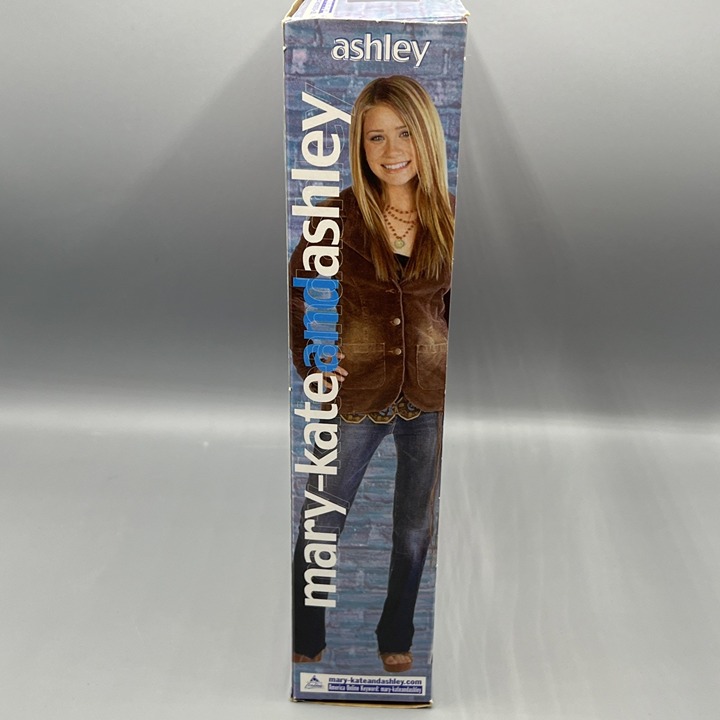 ashley
mary-kateandashley
mary-kateandashley.com
America Online Keyword: mary-kateandashley